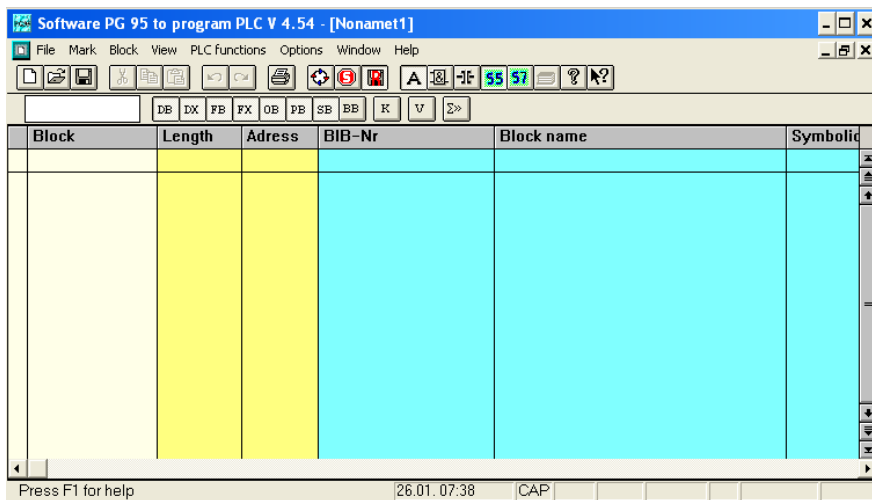 Software PG 95 to program PLC V 4.54 - [Nonamet1]
File Mark Block View PLC functions Options Window Help
A & S5 S7 ? ?
DB DX FB FX OB PB SB BB K V Σ»
Block Length Adress BIB-Nr Block name Symbolic
Press F1 for help 26.01. 07:38 CAP